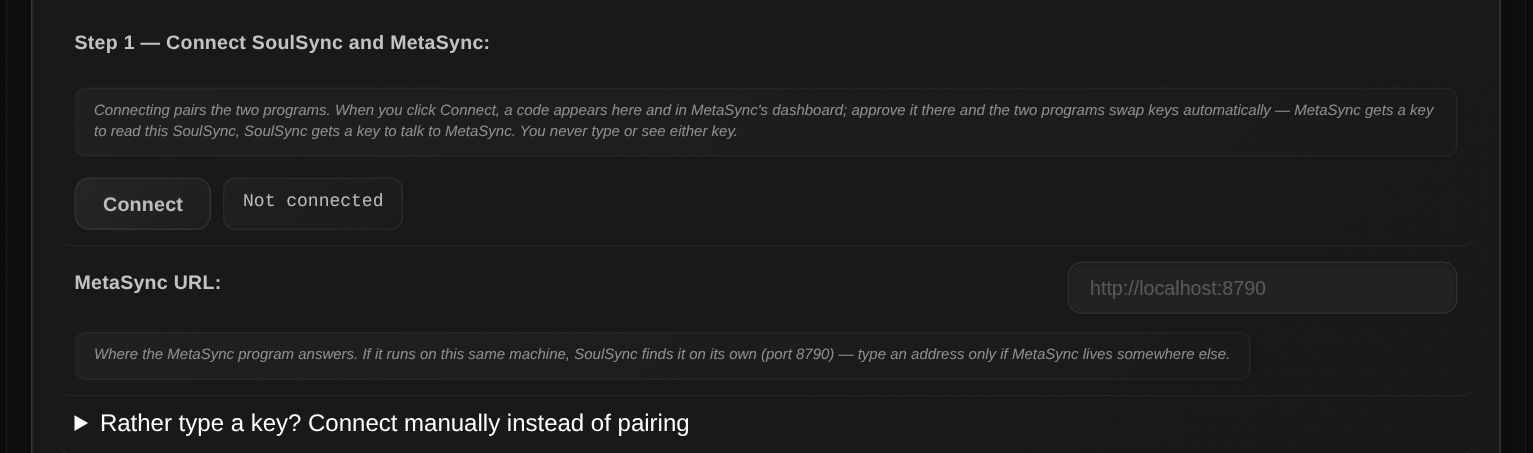 Step 1 — Connect SoulSync and MetaSync:
Connecting pairs the two programs. When you click Connect, a code appears here and in MetaSync's dashboard; approve it there and the two programs swap keys automatically — MetaSync gets a key
to read this SoulSync, SoulSync gets a key to talk to MetaSync. You never type or see either key.
Connect
Not connected
MetaSync URL:
http://localhost:8790
Where the MetaSync program answers. If it runs on this same machine, SoulSync finds it on its own (port 8790) — type an address only if MetaSync lives somewhere else.
Rather type a key? Connect manually instead of pairing